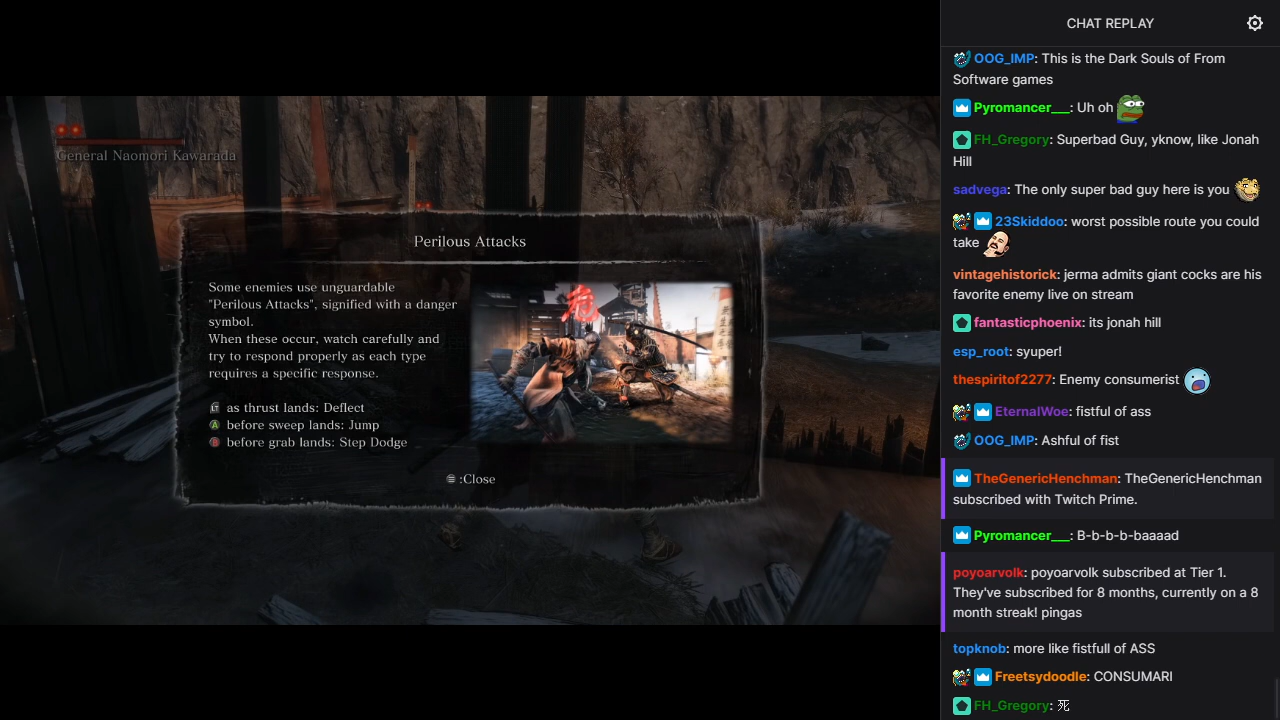 General Naomori Kawarada
Perilous Attacks
Some enemies use unguardable
"Perilous Attacks", signified with a danger
symbol.
When these occur, watch carefully and
try to respond properly as each type
requires a specific response.
LT as thrust lands: Deflect
A before sweep lands: Jump
B before grab lands: Step Dodge
危
:Close
CHAT REPLAY
OOG_IMP: This is the Dark Souls of From
Software games
Pyromancer___: Uh oh
FH_Gregory: Superbad Guy, yknow, like Jonah
Hill
sadvega: The only super bad guy here is you
23Skiddoo: worst possible route you could
take
vintagehistorick: jerma admits giant cocks are his
favorite enemy live on stream
fantasticphoenix: its jonah hill
esp_root: syuper!
thespiritof2277: Enemy consumerist
EternalWoe: fistful of ass
OOG_IMP: Ashful of fist
TheGenericHenchman: TheGenericHenchman
subscribed with Twitch Prime.
Pyromancer___: B-b-b-b-baaaad
poyoarvolk: poyoarvolk subscribed at Tier 1.
They've subscribed for 8 months, currently on a 8
month streak! pingas
topknob: more like fistfull of ASS
Freetsydoodle: CONSUMARI
FH_Gregory: 死